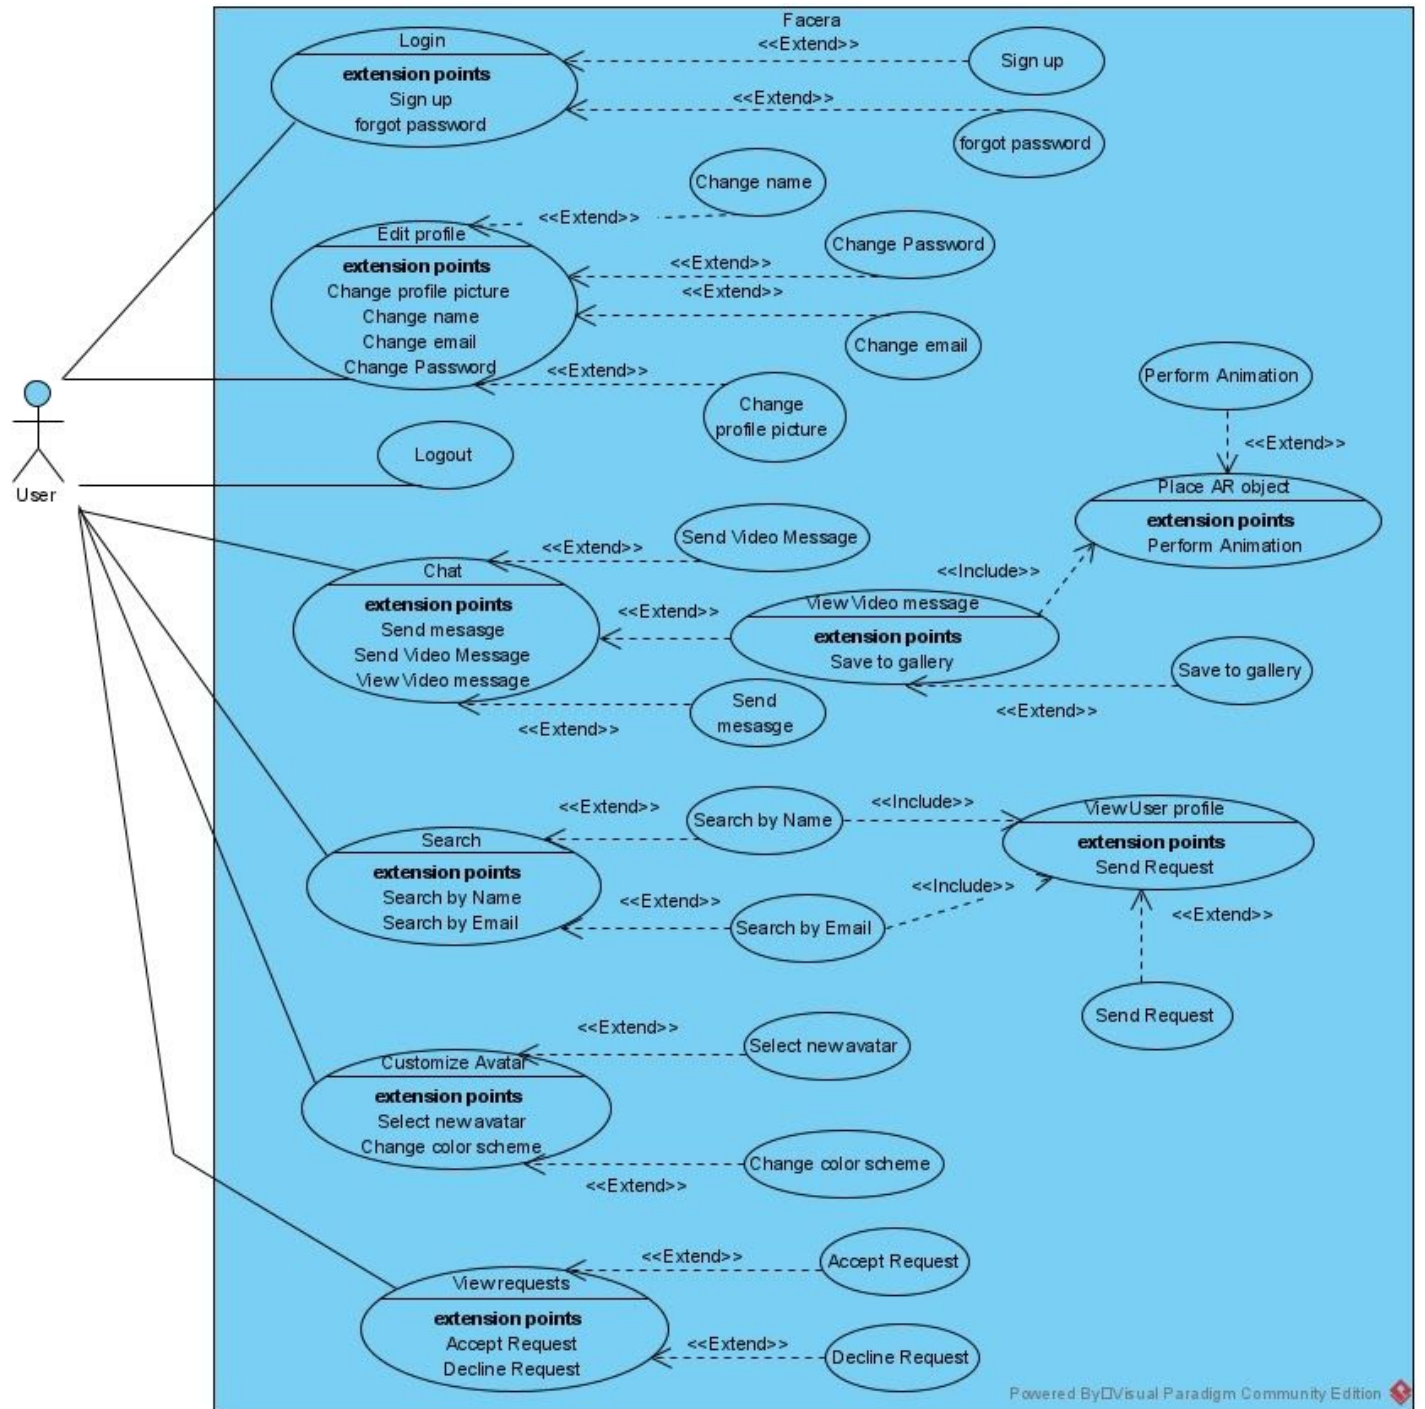 Facera
Login
extension points
Sign up
forgot password
<<Extend>>
Sign up
<<Extend>>
forgot password
Change name
<<Extend>>
Edit profile
extension points
Change profile picture
Change name
Change email
Change Password
Change Password
<<Extend>>
<<Extend>>
Change email
<<Extend>>
Change
profile picture
Perform Animation
<<Extend>>
Place AR object
extension points
Perform Animation
User
Logout
Send Video Message
<<Extend>>
Chat
extension points
Send mesasge
Send Video Message
View Video message
<<Extend>>
<<Include>>
View Video message
extension points
Save to gallery
Save to gallery
<<Extend>>
Send
mesasge
<<Extend>>
<<Extend>>
Search by Name
<<Include>>
View User profile
extension points
Send Request
Search
extension points
Search by Name
Search by Email
<<Extend>>
Search by Email
<<Include>>
<<Extend>>
Send Request
<<Extend>>
Select new avatar
Customize Avatar
extension points
Select new avatar
Change color scheme
Change color scheme
<<Extend>>
<<Extend>>
Accept Request
View requests
extension points
Accept Request
Decline Request
<<Extend>>
Decline Request
Powered By□Visual Paradigm Community Edition